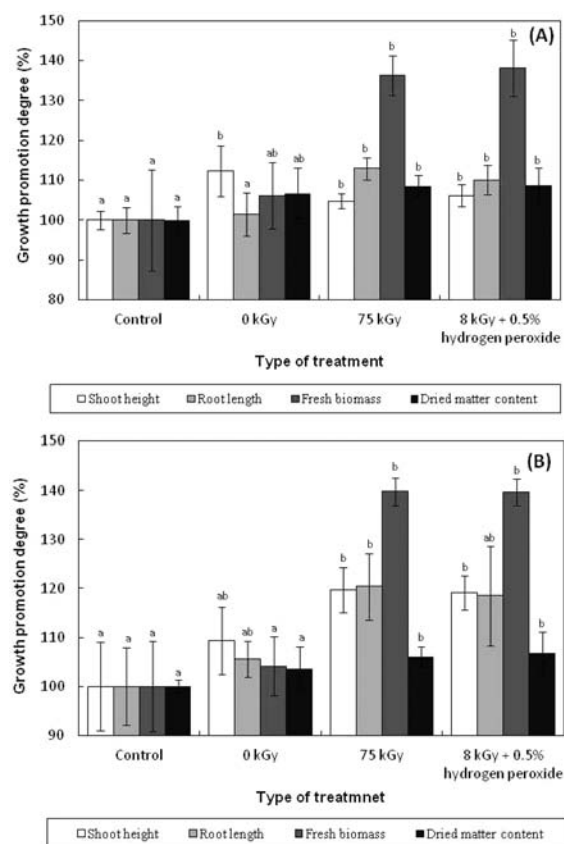 (A)
Growth promotion degree (%)
150
140
130
120
110
100
90
80
a a a a
b a ab ab
b b b b
b b b b
Control 0 kGy 75 kGy 8 kGy + 0.5%
hydrogen peroxide
Type of treatment
Shoot height Root length Fresh biomass Dried matter content
(B)
Growth promotion degree (%)
150
140
130
120
110
100
90
a a a a
ab ab a a
b b b b
b ab b b
Control 0 kGy 75 kGy 8 kGy + 0.5%
hydrogen peroxide
Type of treatmnet
Shoot height Root length Fresh biomass Dried matter content